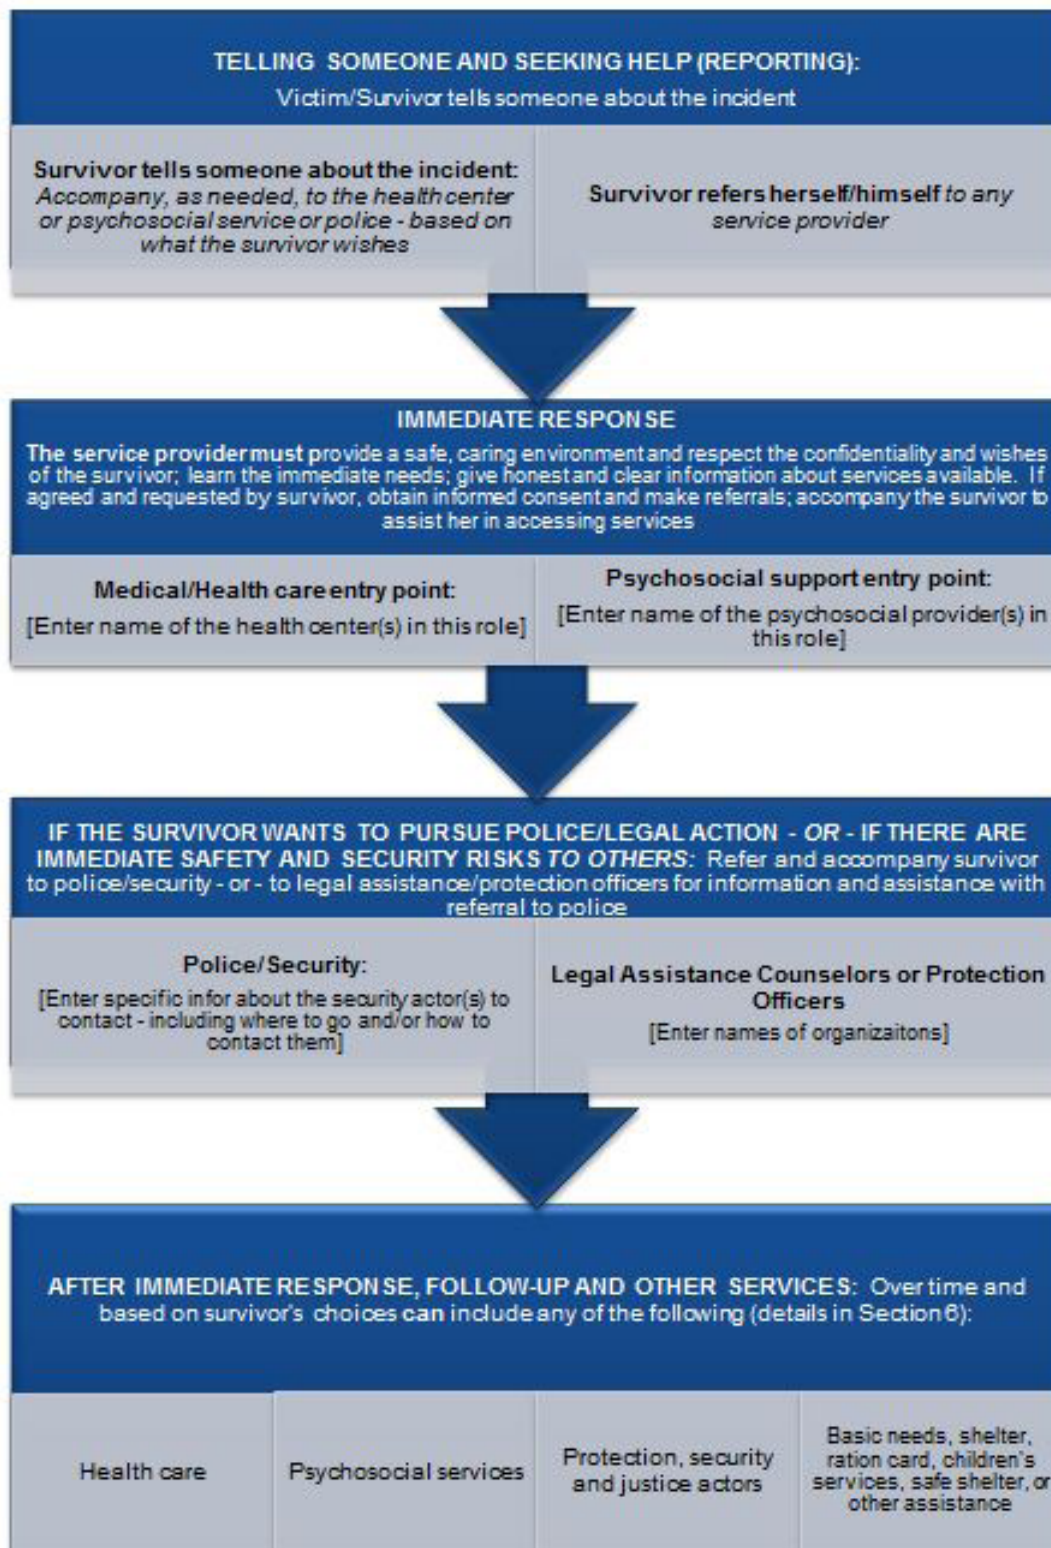 TELLING SOMEONE AND SEEKING HELP (REPORTING):
Victim/Survivor tells someone about the incident
Survivor tells someone about the incident:
Accompany, as needed, to the health center
or psychosocial service or police - based on
what the survivor wishes
Survivor refers herself/himself to any
service provider
IMMEDIATE RESPONSE
The service provider must provide a safe, caring environment and respect the confidentiality and wishes
of the survivor; learn the immediate needs; give honest and clear information about services available. If
agreed and requested by survivor, obtain informed consent and make referrals; accompany the survivor to
assist her in accessing services
Medical/Health care entry point:
[Enter name of the health center(s) in this role]
Psychosocial support entry point:
[Enter name of the psychosocial provider(s) in
this role]
IF THE SURVIVOR WANTS TO PURSUE POLICE/LEGAL ACTION - OR - IF THERE ARE
IMMEDIATE SAFETY AND SECURITY RISKS TO OTHERS: Refer and accompany survivor
to police/security - or - to legal assistance/protection officers for information and assistance with
referral to police
Police/Security:
[Enter specific infor about the security actor(s) to
contact - including where to go and/or how to
contact them]
Legal Assistance Counselors or Protection
Officers
[Enter names of organizaitons]
AFTER IMMEDIATE RESPONSE, FOLLOW-UP AND OTHER SERVICES: Over time and
based on survivor's choices can include any of the following (details in Section 6):
Health care
Psychosocial services
Protection, security
and justice actors
Basic needs, shelter,
ration card, children's
services, safe shelter, or
other assistance